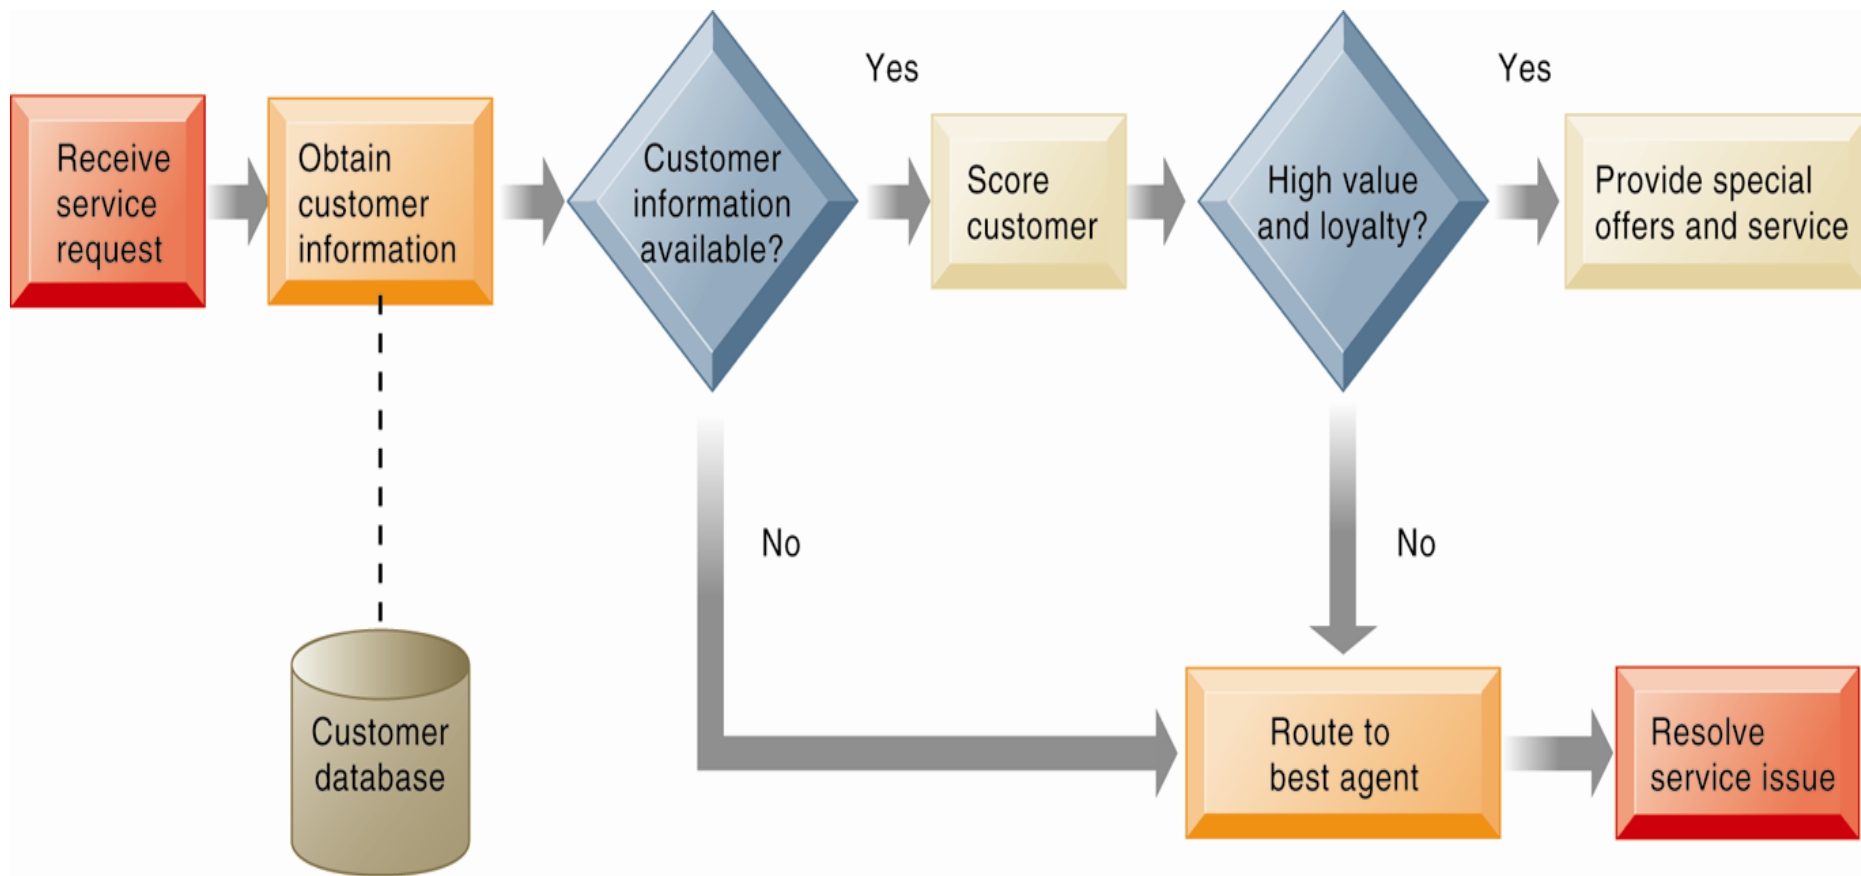 Receive
service
request
Obtain
customer
information
Customer
information
available?
Yes
Score
customer
High value
and loyalty?
Yes
Provide special
offers and service
No
No
Customer
database
Route to
best agent
Resolve
service issue